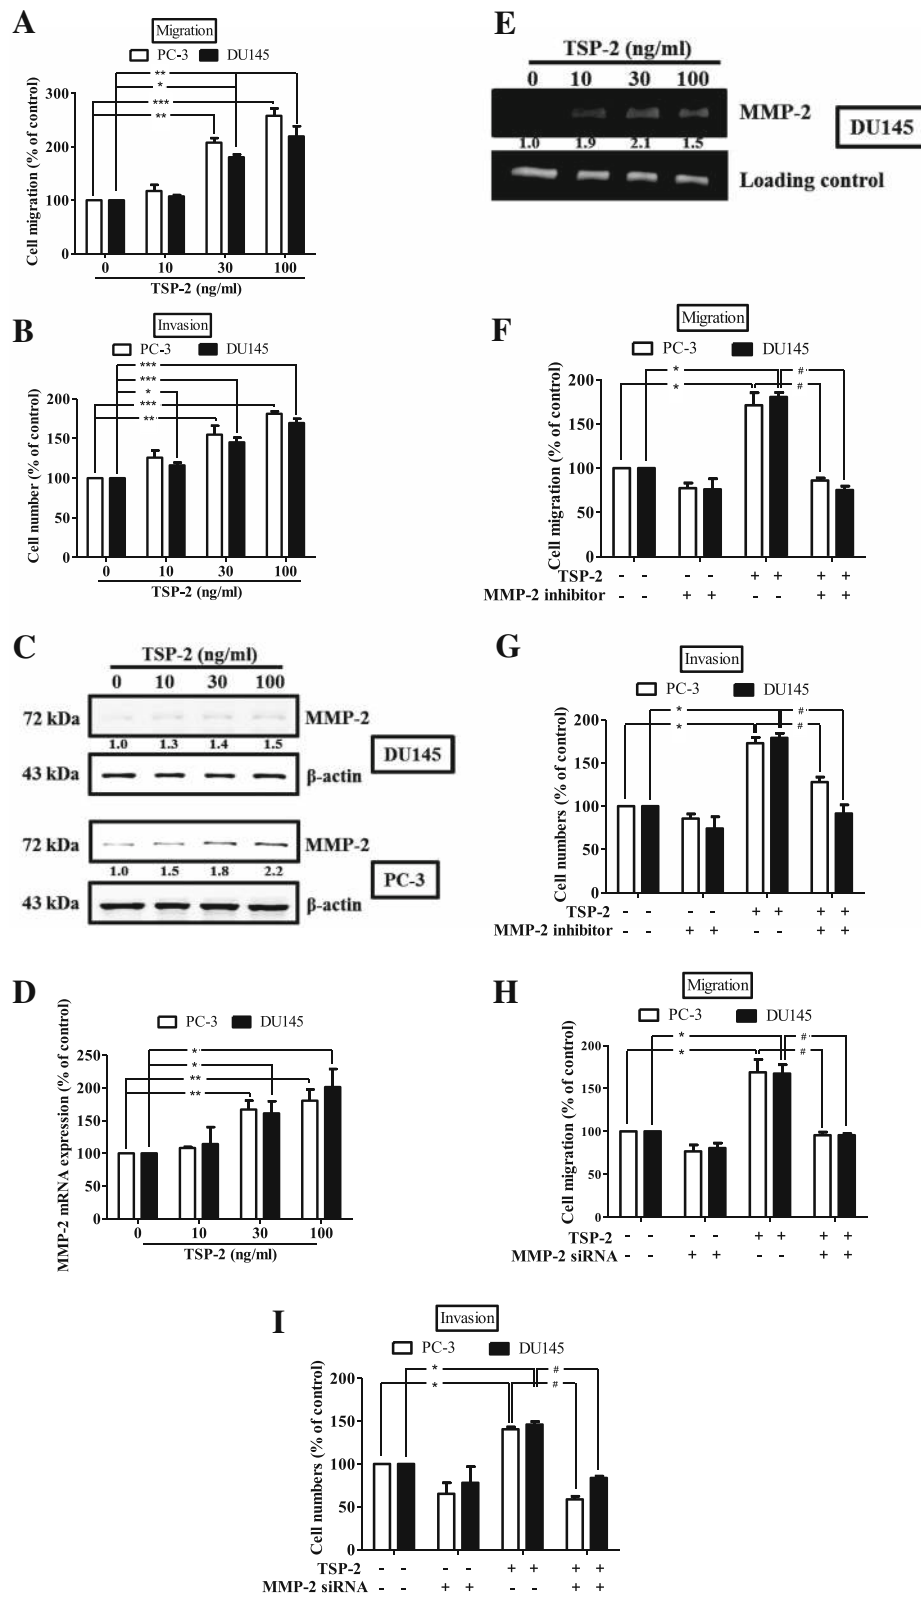 A
Migration
PC-3 DU145
**
*
***
**
300
200
100
0
Cell migration (% of control)
0 10 30 100
TSP-2 (ng/ml)
B
Invasion
PC-3 DU145
***
***
*
***
**
200
150
100
50
0
Cell number (% of control)
0 10 30 100
TSP-2 (ng/ml)
C
TSP-2 (ng/ml)
0 10 30 100
72 kDa MMP-2
1.0 1.3 1.4 1.5
DU145
43 kDa β-actin
72 kDa MMP-2
1.0 1.5 1.8 2.2
PC-3
43 kDa β-actin
D
PC-3 DU145
*
*
**
**
250
200
150
100
50
0
MMP-2 mRNA expression (% of control)
0 10 30 100
TSP-2 (ng/ml)
E
TSP-2 (ng/ml)
0 10 30 100
MMP-2
DU145
1.0 1.9 2.1 1.5
Loading control
F
Migration
PC-3 DU145
* #
* #
200
150
100
50
0
Cell migration (% of control)
TSP-2 - - - - + + + +
MMP-2 inhibitor - - + + - - + +
G
Invasion
PC-3 DU145
* #
* #
200
150
100
50
0
Cell numbers (% of control)
TSP-2 - - - - + + + +
MMP-2 inhibitor - - + + - - + +
H
Migration
PC-3 DU145
* #
* #
200
150
100
50
0
Cell migration (% of control)
TSP-2 - - - - + + + +
MMP-2 siRNA - - + + - - + +
I
Invasion
PC-3 DU145
* #
* #
200
150
100
50
0
Cell numbers (% of control)
TSP-2 - - - - + + + +
MMP-2 siRNA - - + + - - + +